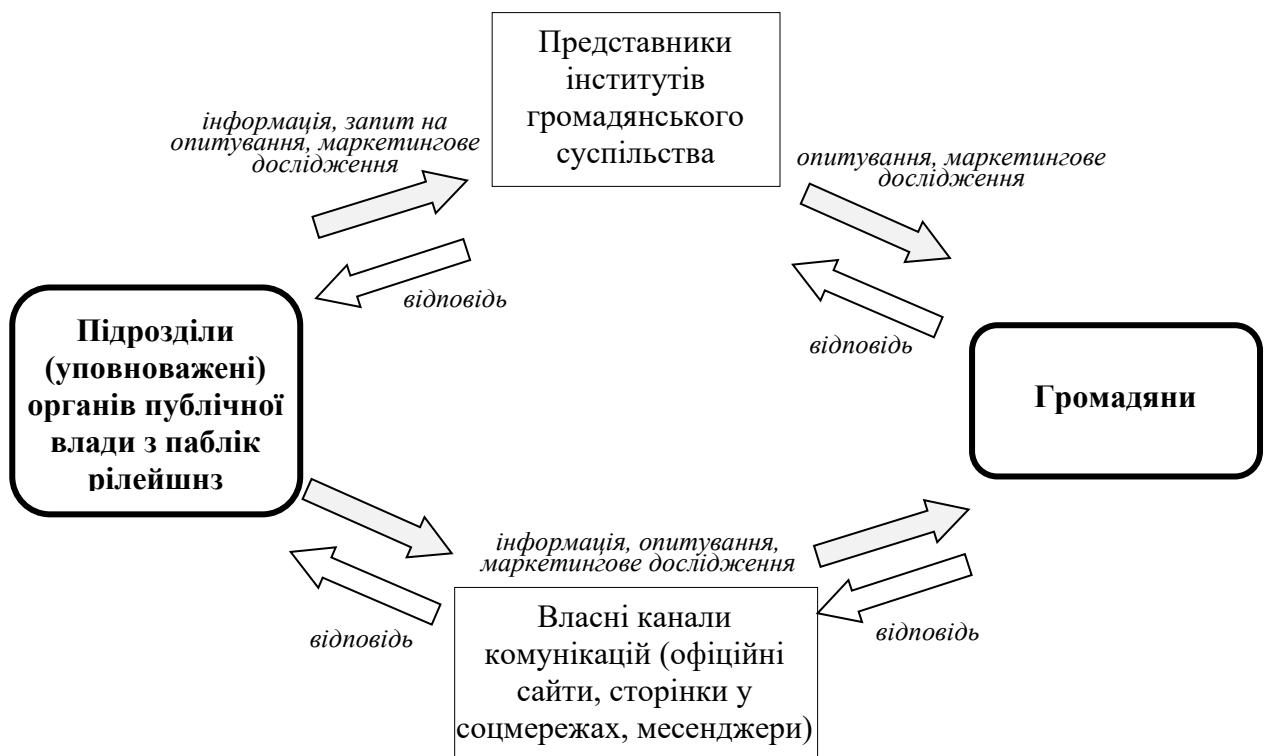 Представники
інститутів
громадянського
суспільства
інформація, запит на
опитування, маркетингове
дослідження
опитування, маркетингове
дослідження
відповідь
відповідь
Підрозділи
(уповноважені)
органів публічної
влади з паблік
рілейшнз
Громадяни
інформація, опитування,
маркетингове дослідження
відповідь
відповідь
Власні канали
комунікацій (офіційні
сайти, сторінки у
соцмережах, месенджери)